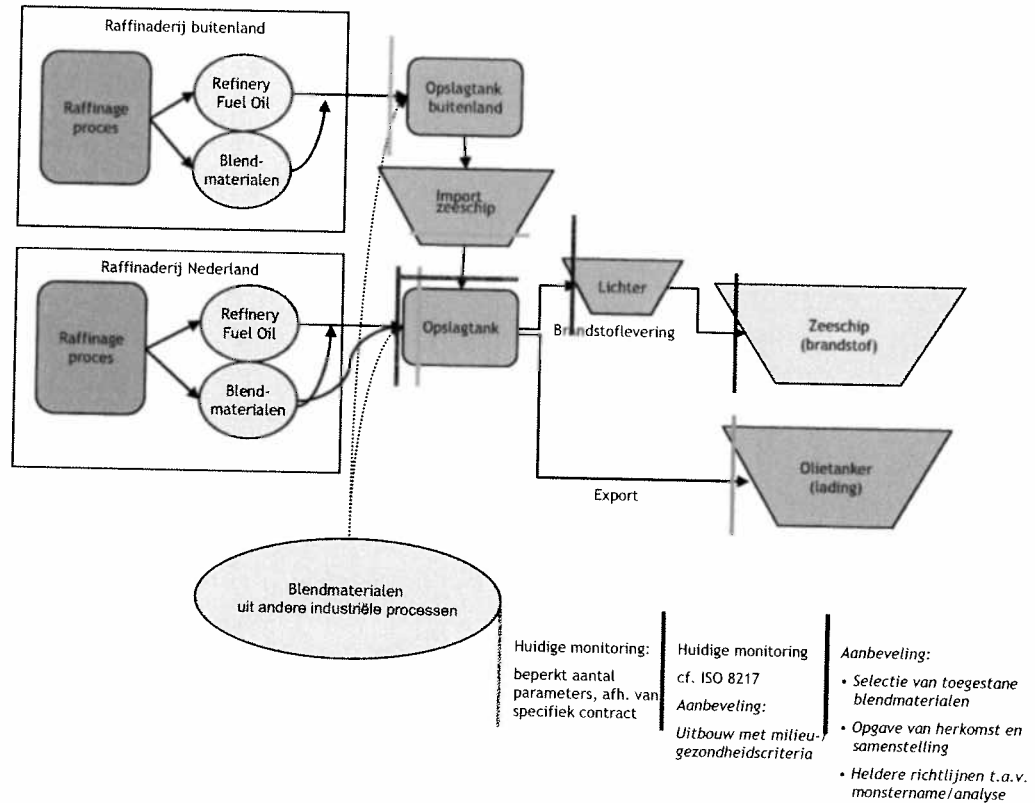 Raffinaderij buitenland
Raffinage
proces
Refinery
Fuel Oil
Blend-
materialen
Opslagtank
buitenland
Import
zeeschip
Raffinaderij Nederland
Raffinage
proces
Refinery
Fuel Oil
Blend-
materialen
Opslagtank
Lichter
Brandstoflevering
Zeeschip
(brandstof)
Olietanker
(lading)
Export
Blendmaterialen
uit andere industriële processen
Huidige monitoring:
beperkt aantal
parameters, afh. van
specifiek contract
Huidige monitoring
cf. ISO 8217
Aanbeveling:
Uitbouw met milieu-/
gezondheidscriteria
Aanbeveling:
• Selectie van toegestane
blendmaterialen
• Opgave van herkomst en
samenstelling
• Heldere richtlijnen t.a.v.
monstername/analyse